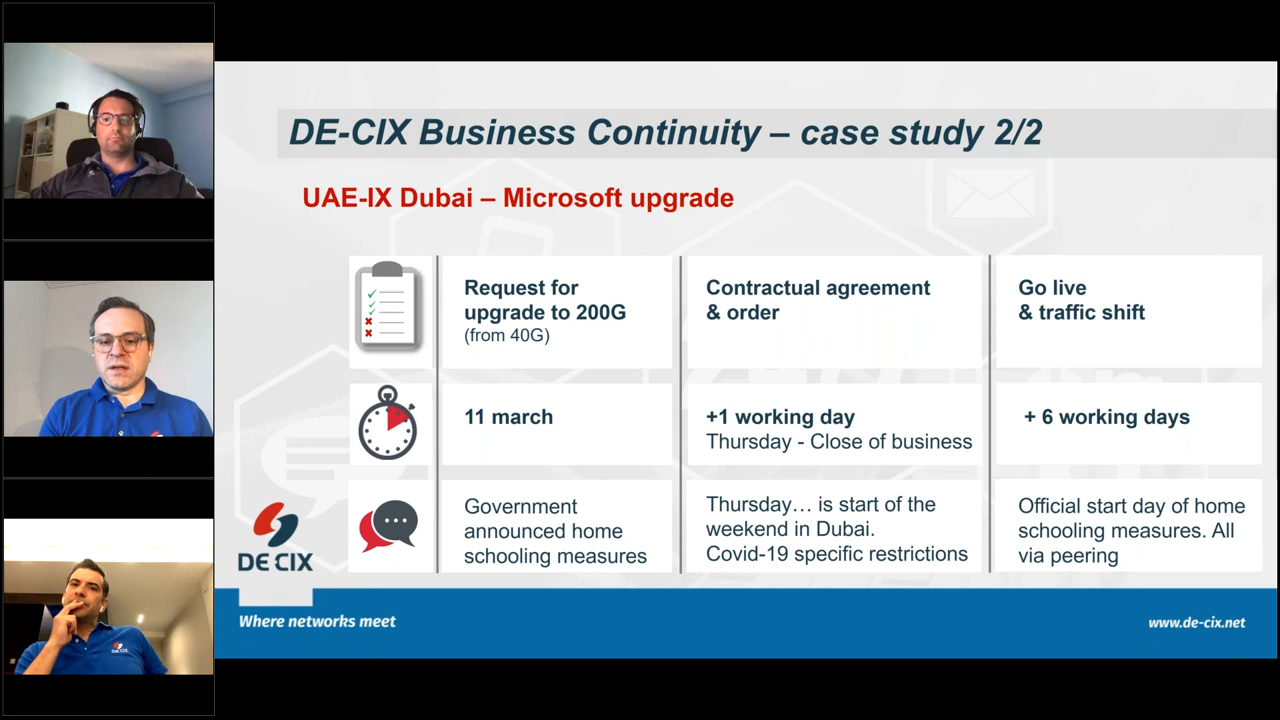 DE-CIX Business Continuity – case study 2/2
UAE-IX Dubai – Microsoft upgrade
Request for
upgrade to 200G
(from 40G)
Contractual agreement
& order
Go live
& traffic shift
11 march
+1 working day
Thursday - Close of business
+ 6 working days
Government
announced home
schooling measures
Thursday… is start of the
weekend in Dubai.
Covid-19 specific restrictions
Official start day of home
schooling measures. All
via peering
DE CIX
Where networks meet
www.de-cix.net
DE CIX